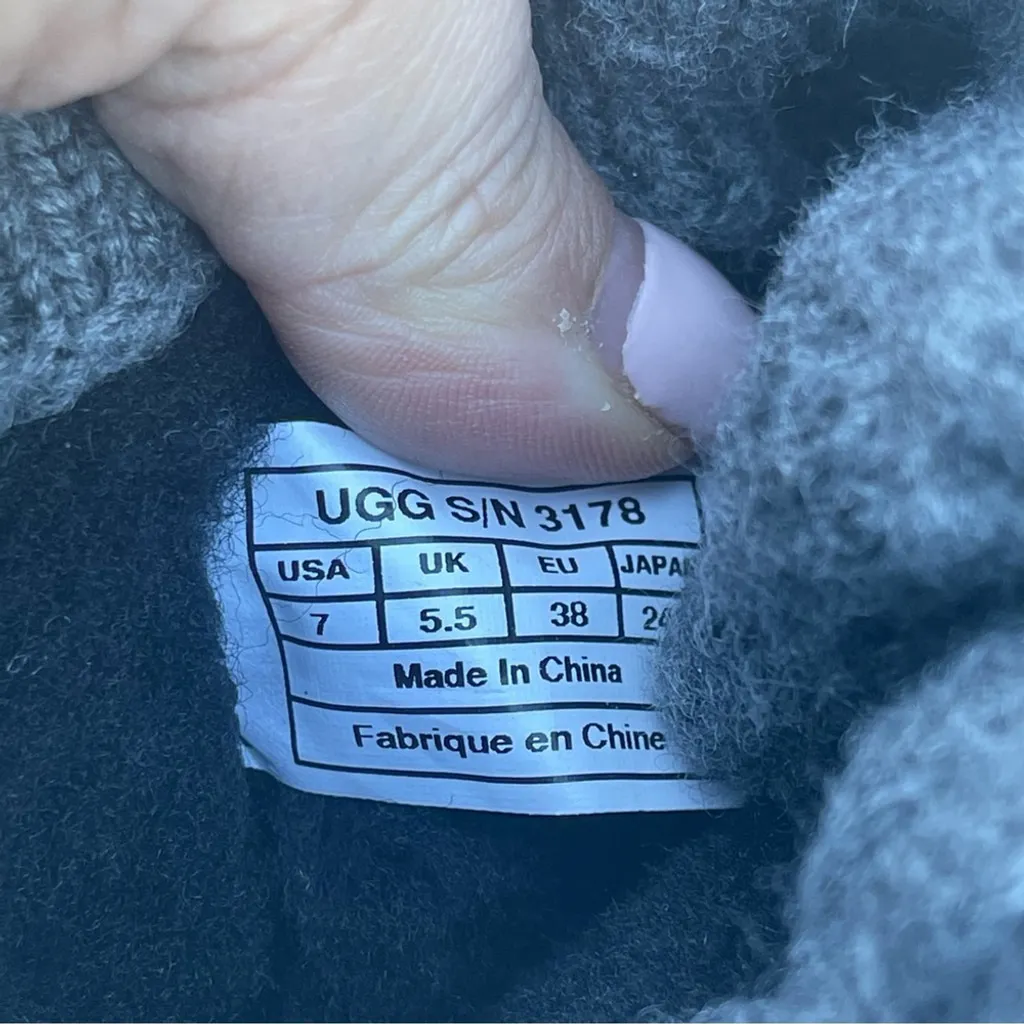 UGG S/N 3178
USA UK EU
7 5.5 38
Made In China
Fabrique en Chine